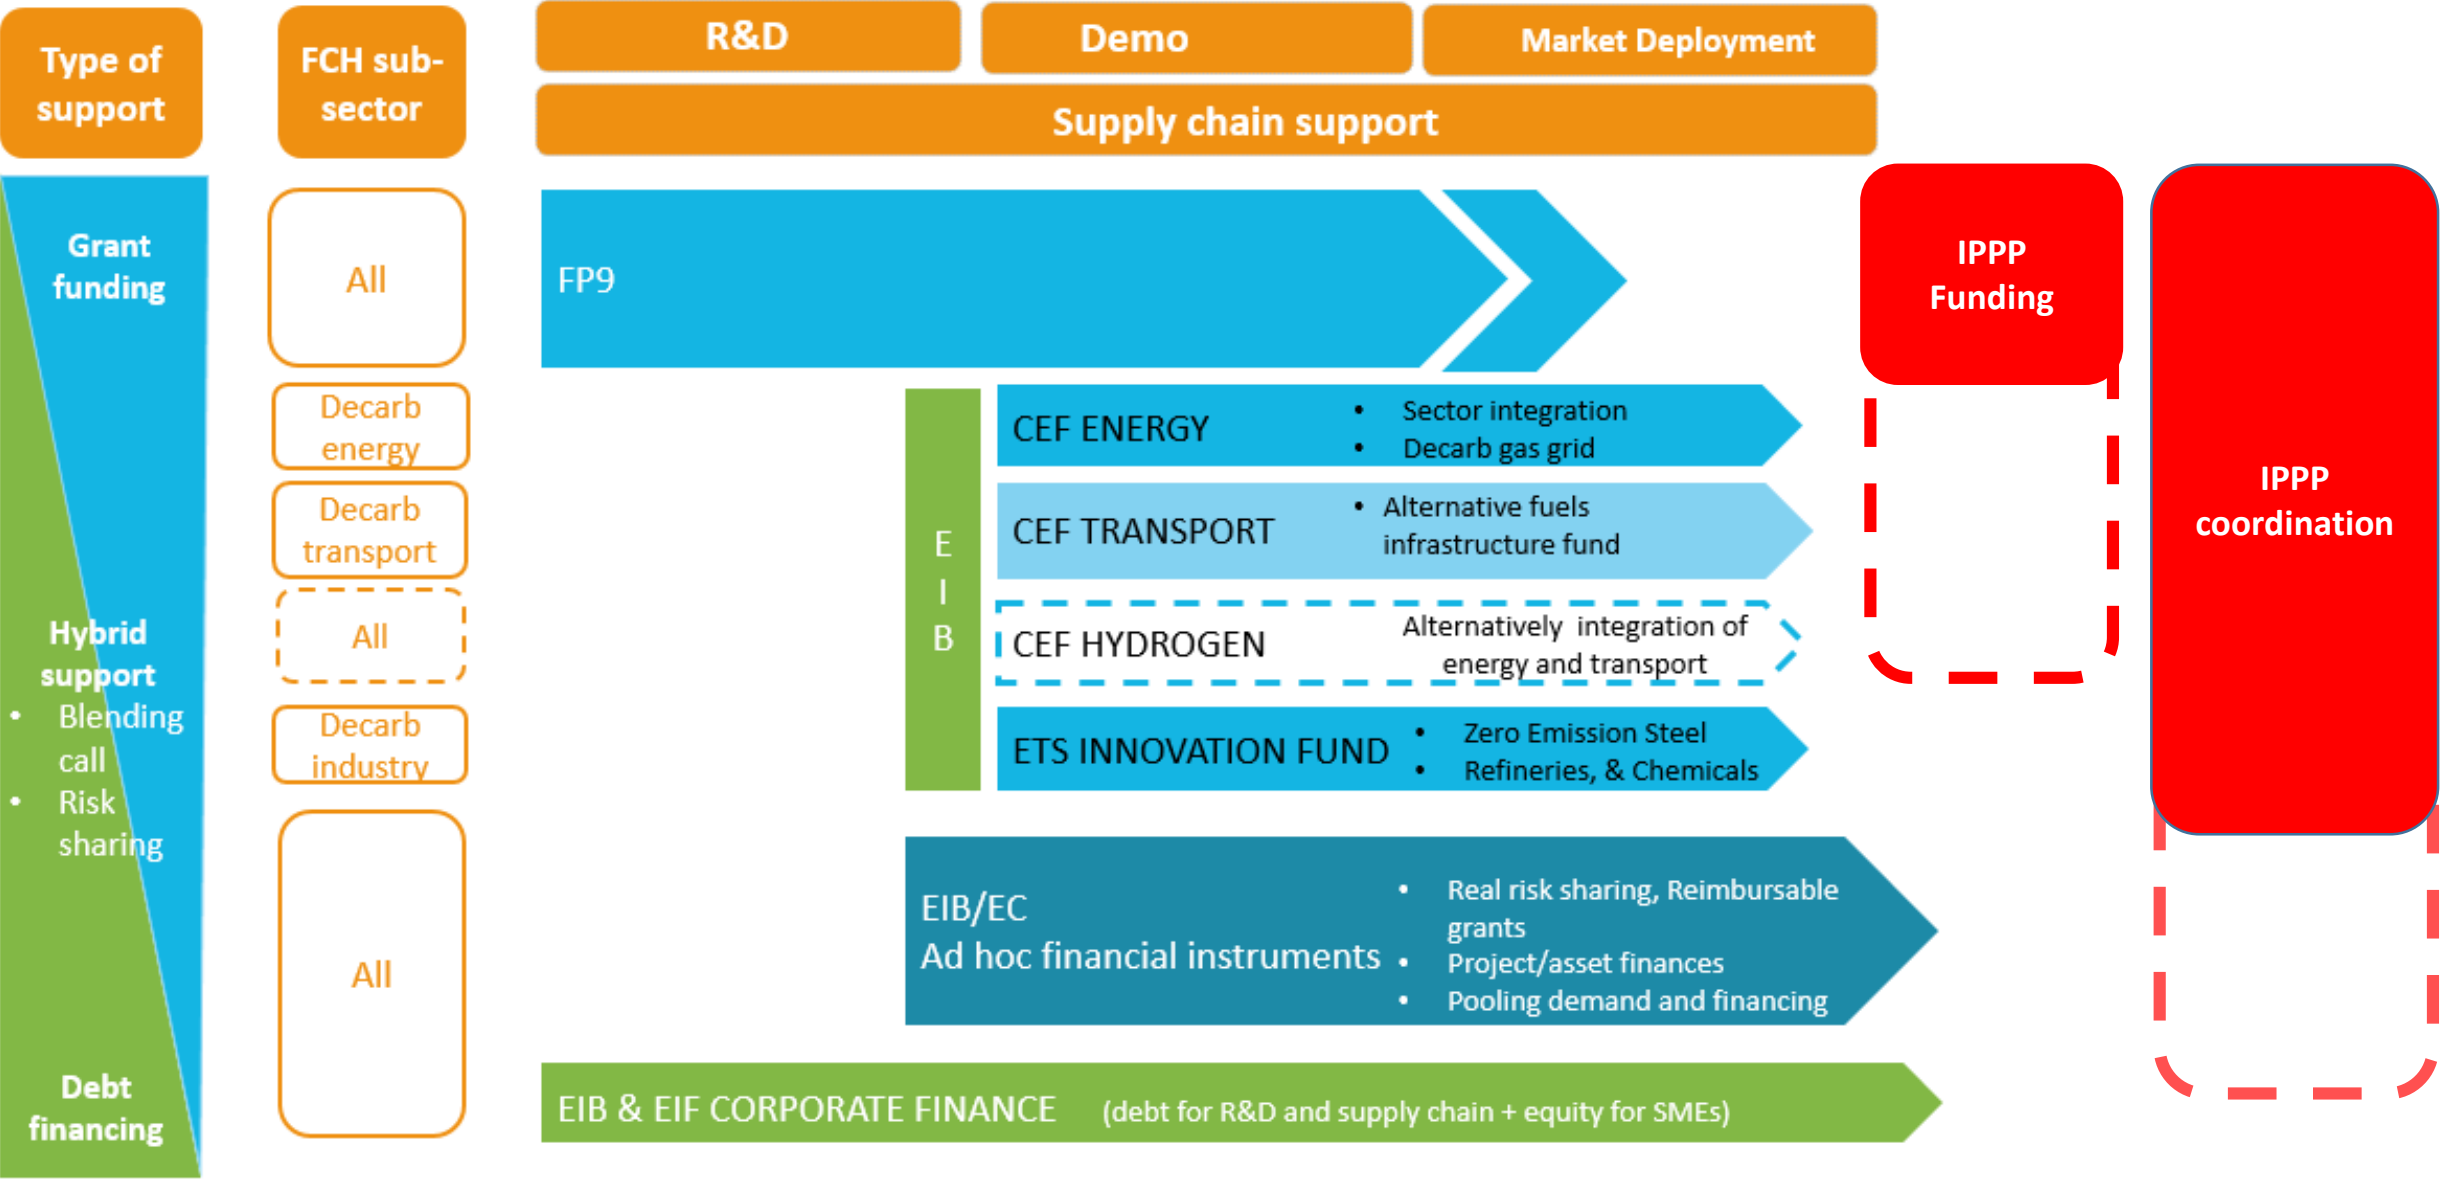 Type of
support
FCH sub-
sector
R&D
Demo
Market Deployment
Supply chain support
Grant
funding
Hybrid
support
• Blending
call
• Risk
sharing
Debt
financing
All
Decarb
energy
Decarb
transport
All
Decarb
industry
All
FP9
E
I
B
CEF ENERGY
• Sector integration
• Decarb gas grid
CEF TRANSPORT
• Alternative fuels
infrastructure fund
CEF HYDROGEN
Alternatively integration of
energy and transport
ETS INNOVATION FUND
• Zero Emission Steel
• Refineries, & Chemicals
EIB/EC
Ad hoc financial instruments
• Real risk sharing, Reimbursable
grants
• Project/asset finances
• Pooling demand and financing
EIB & EIF CORPORATE FINANCE (debt for R&D and supply chain + equity for SMEs)
IPPP
Funding
IPPP
coordination